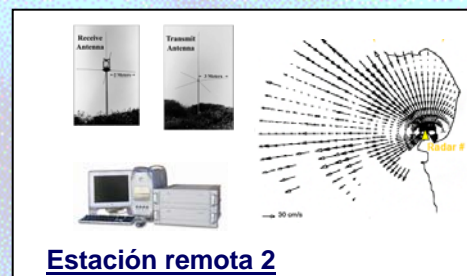 Receive
Antenna
Transmit
Antenna
Radar #
30 cm/s
Estación remota 2